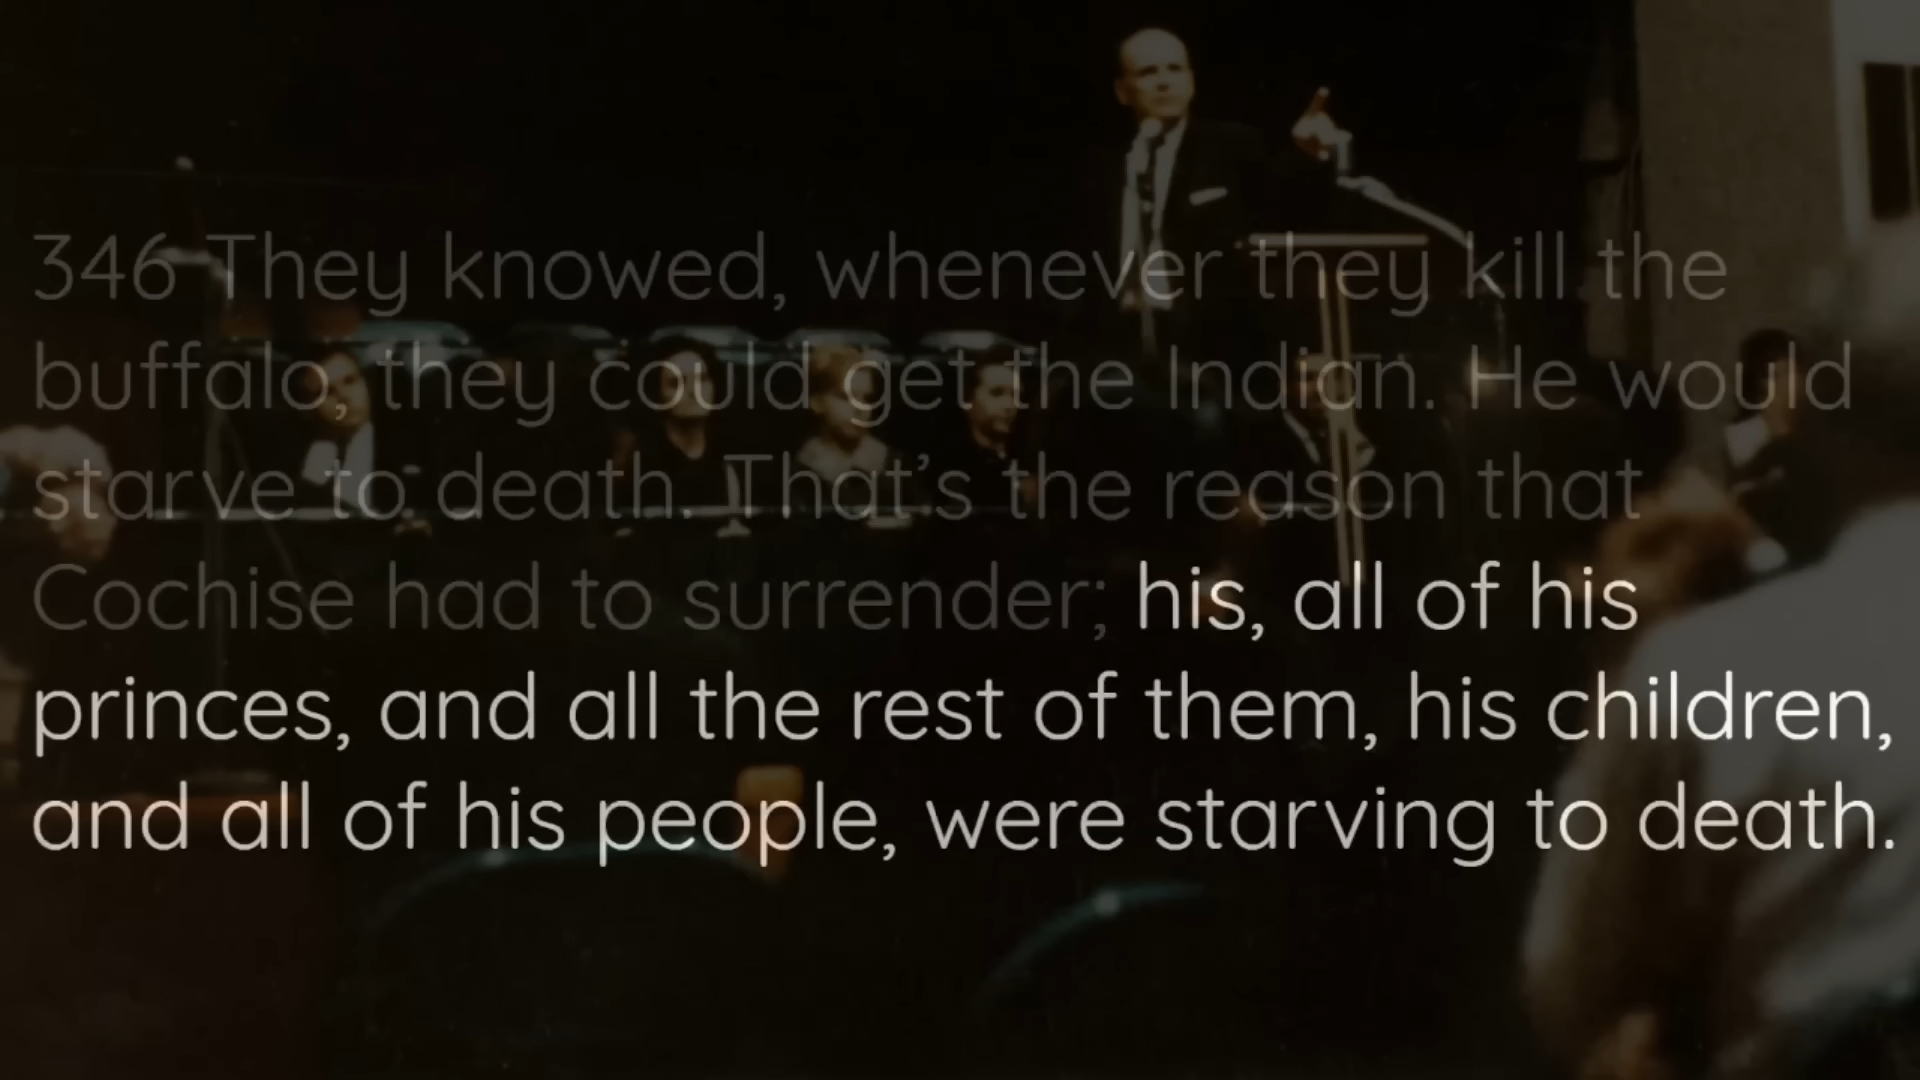 346 They knowed, whenever they kill the
buffalo, they could get the Indian. He would
starve to death. That’s the reason that
Cochise had to surrender; his, all of his
princes, and all the rest of them, his children,
and all of his people, were starving to death.